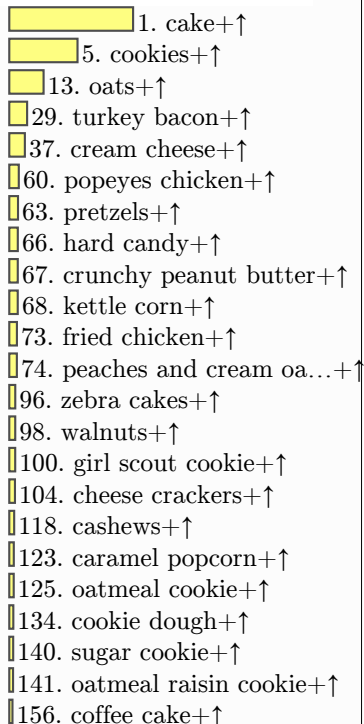 1. cake+↑
5. cookies+↑
13. oats+↑
29. turkey bacon+↑
37. cream cheese+↑
60. popeyes chicken+↑
63. pretzels+↑
66. hard candy+↑
67. crunchy peanut butter+↑
68. kettle corn+↑
73. fried chicken+↑
74. peaches and cream oa...+↑
96. zebra cakes+↑
98. walnuts+↑
100. girl scout cookie+↑
104. cheese crackers+↑
118. cashews+↑
123. caramel popcorn+↑
125. oatmeal cookie+↑
134. cookie dough+↑
140. sugar cookie+↑
141. oatmeal raisin cookie+↑
156. coffee cake+↑